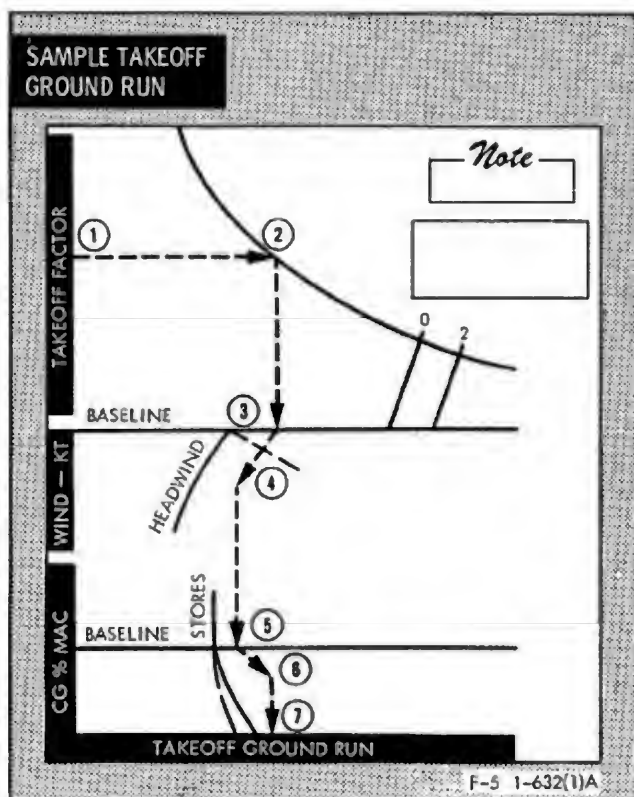 SAMPLE TAKEOFF
GROUND RUN
Note
TAKEOFF FACTOR
1
2
0
2
BASELINE
3
WIND — KT
HEADWIND
4
STORES
BASELINE
5
CG % MAC
6
7
TAKEOFF GROUND RUN
F-5 1-632(1)A